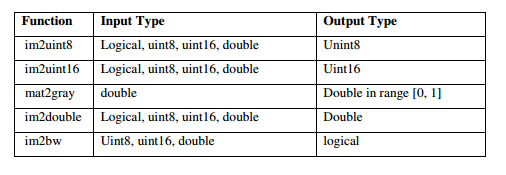 Function Input Type Output Type
im2uint8 Logical, uint8, uint16, double Unint8
im2uint16 Logical, uint8, uint16, double Uint16
mat2gray double Double in range [0, 1]
im2double Logical, uint8, uint16, double Double
im2bw Uint8, uint16, double logical